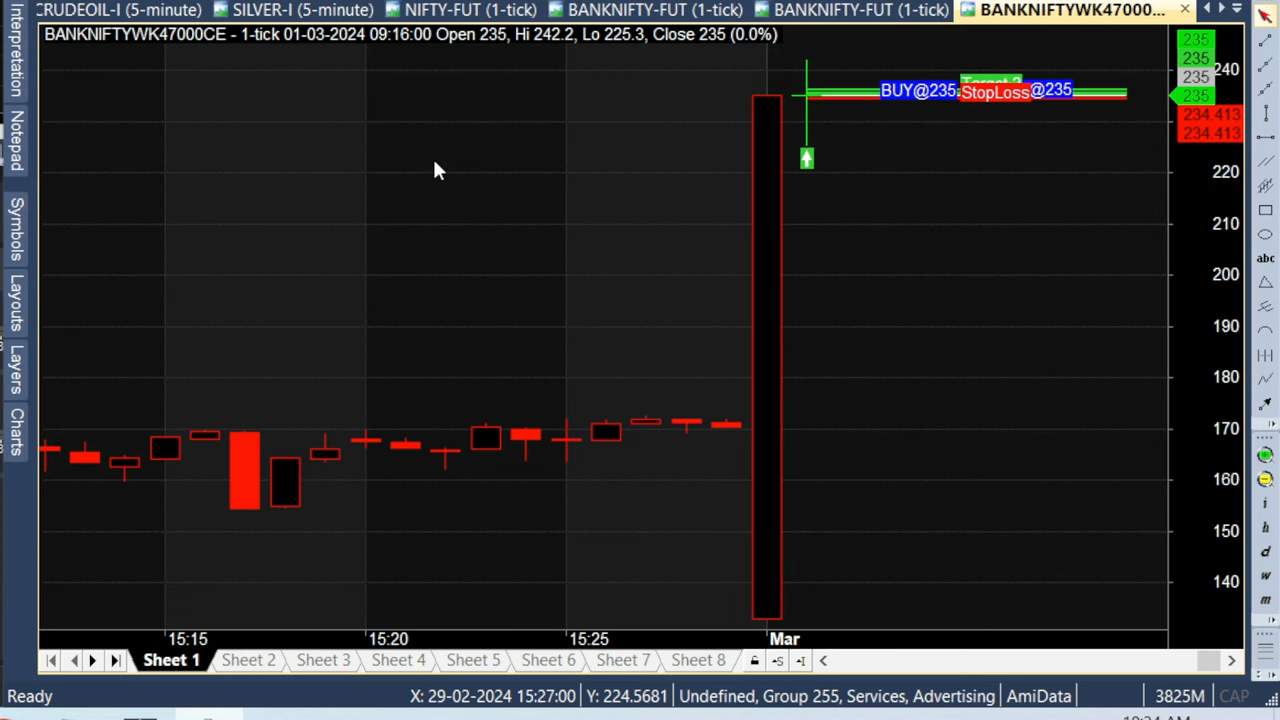 CRUDEOIL-I (5-minute) SILVER-I (5-minute) NIFTY-FUT (1-tick) BANKNIFTY-FUT (1-tick) BANKNIFTY-FUT (1-tick) BANKNIFTYWK47000...
BANKNIFTYWK47000CE - 1-tick 01-03-2024 09:16:00 Open 235, Hi 242.2, Lo 225.3, Close 235 (0.0%)
Interpretation
Notepad
Symbols
Layouts
Layers
Charts
BUY@235
StopLoss
@235
235
235
235
235
234.413
234.413
240
220
210
200
190
180
170
160
150
140
abc
i
h
d
w
m
15:15 15:20 15:25 Mar
Sheet 1 Sheet 2 Sheet 3 Sheet 4 Sheet 5 Sheet 6 Sheet 7 Sheet 8
Ready X: 29-02-2024 15:27:00 Y: 224.5681 Undefined, Group 255, Services, Advertising AmiData 3825M CAP